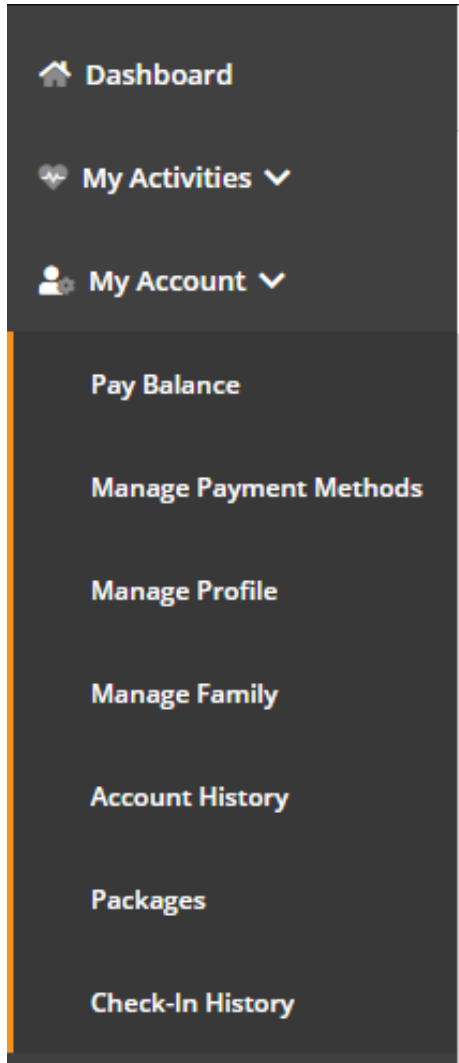 Dashboard
My Activities
My Account
Pay Balance
Manage Payment Methods
Manage Profile
Manage Family
Account History
Packages
Check-In History